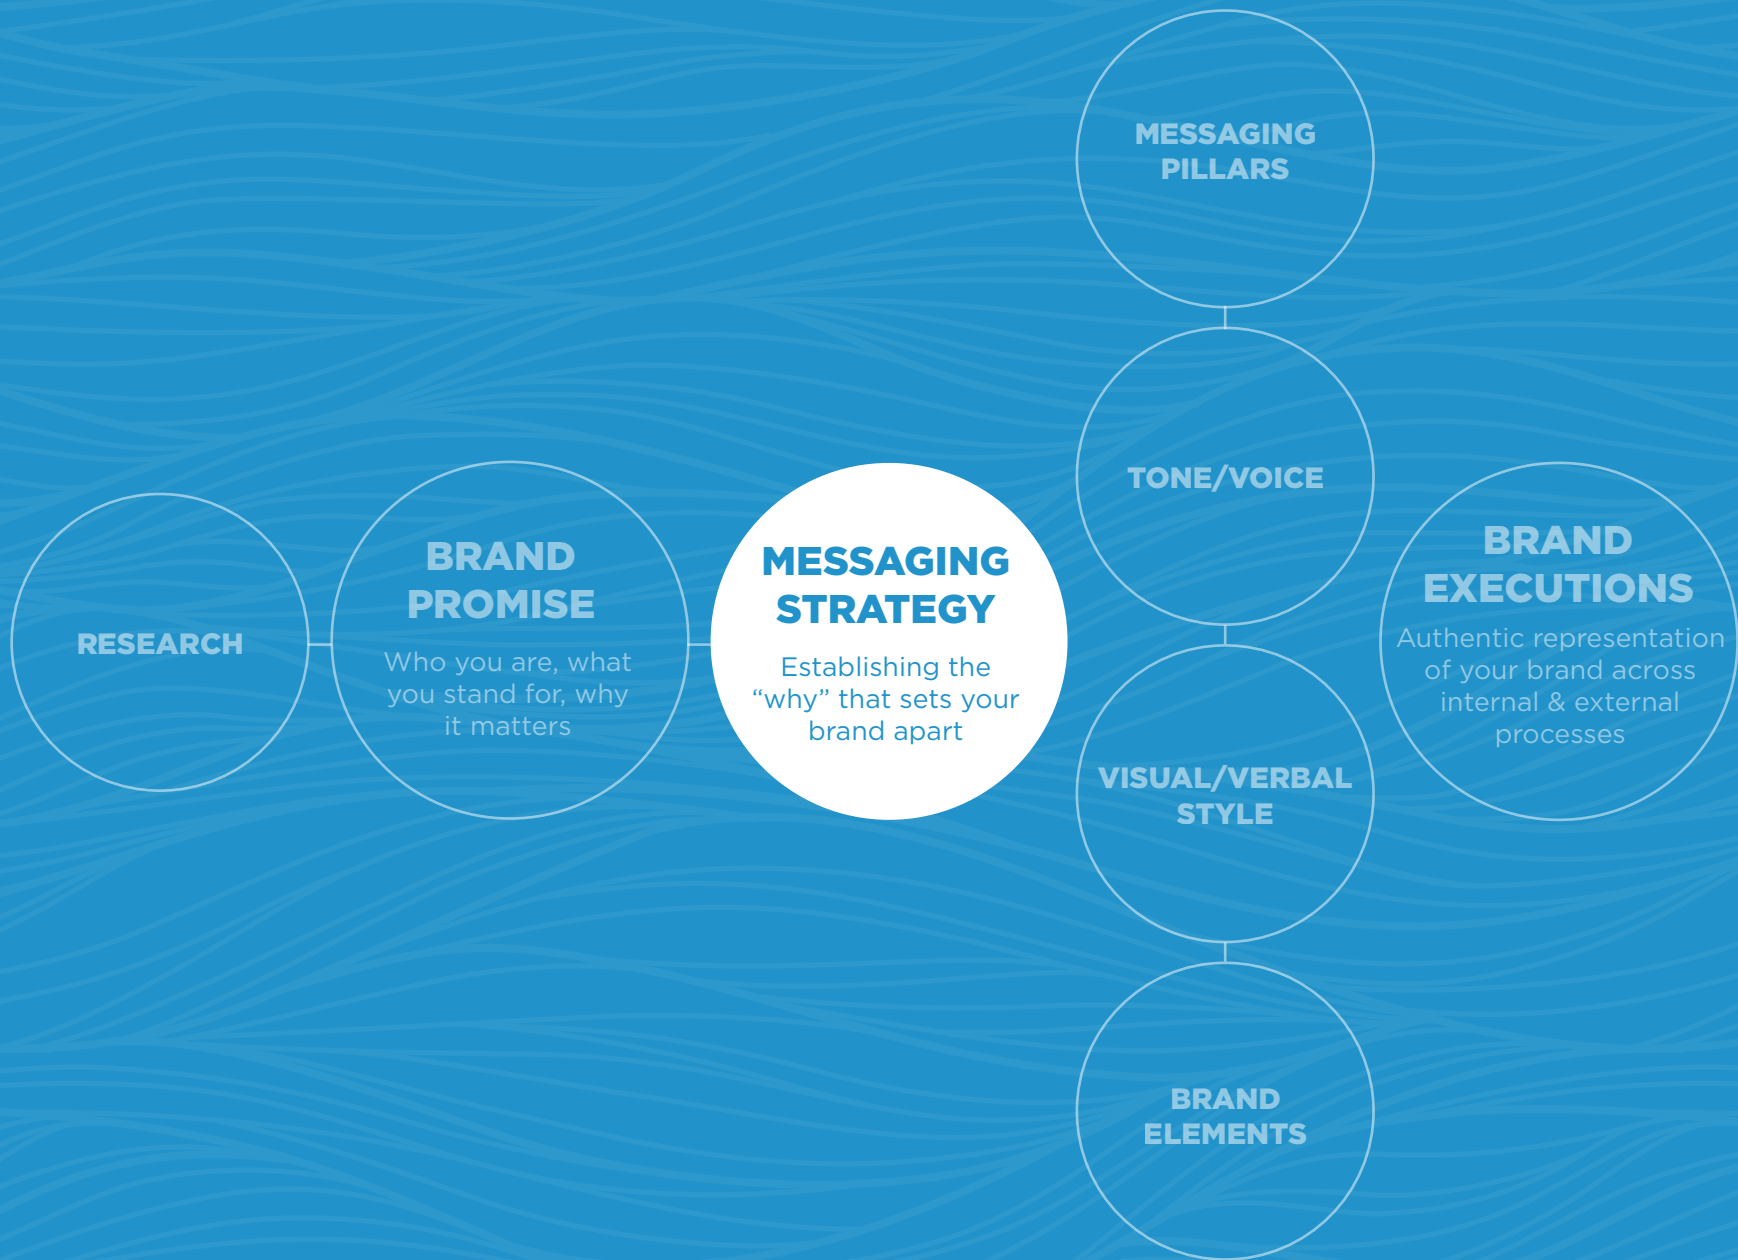 RESEARCH
BRAND
PROMISE
Who you are, what
you stand for, why
it matters
MESSAGING
STRATEGY
Establishing the
“why” that sets your
brand apart
MESSAGING
PILLARS
TONE/VOICE
VISUAL/VERBAL
STYLE
BRAND
ELEMENTS
BRAND
EXECUTIONS
Authentic representation
of your brand across
internal & external
processes